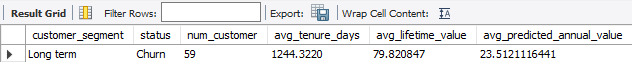 Result Grid Filter Rows: Export: Wrap Cell Content: IA
customer_segment status num_customer avg_tenure_days avg_lifetime_value avg_predicted_annual_value
Long term Churn 59 1244.3220 79.820847 23.5121116441